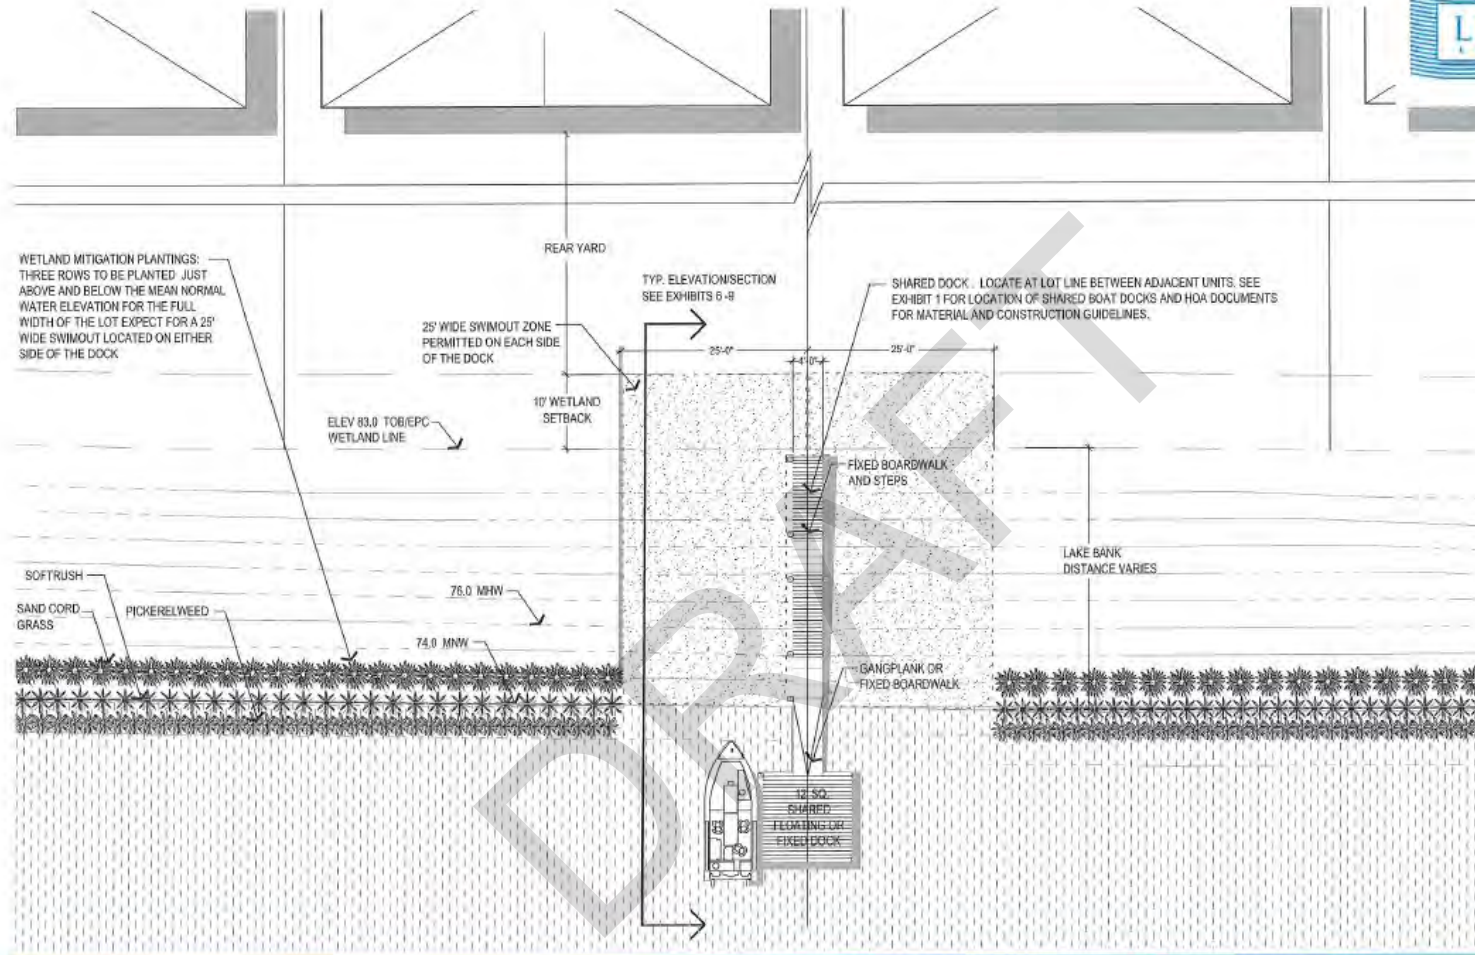 L
REAR YARD
WETLAND MITIGATION PLANTINGS:
THREE ROWS TO BE PLANTED JUST
ABOVE AND BELOW THE MEAN NORMAL
WATER ELEVATION FOR THE FULL
WIDTH OF THE LOT EXPECT FOR A 25'
WIDE SWIMOUT LOCATED ON EITHER
SIDE OF THE DOCK
TYP. ELEVATION/SECTION
SEE EXHIBITS 6-9
SHARED DOCK. LOCATE AT LOT LINE BETWEEN ADJACENT UNITS. SEE
EXHIBIT 1 FOR LOCATION OF SHARED BOAT DOCKS AND HOA DOCUMENTS
FOR MATERIAL AND CONSTRUCTION GUIDELINES.
25' WIDE SWIMOUT ZONE
PERMITTED ON EACH SIDE
OF THE DOCK
25'-0"
25'-0"
4'-0"
10' WETLAND
SETBACK
ELEV 83.0 TOB/EPC
WETLAND LINE
FIXED BOARDWALK
AND STEPS
LAKE BANK
DISTANCE VARIES
SOFTRUSH
SAND CORD
GRASS
PICKERELWEED
76.0 MHW
74.0 MNW
GANGPLANK OR
FIXED BOARDWALK
12' SQ.
SHARED
FLOATING OR
FIXED DOCK
DRAFT